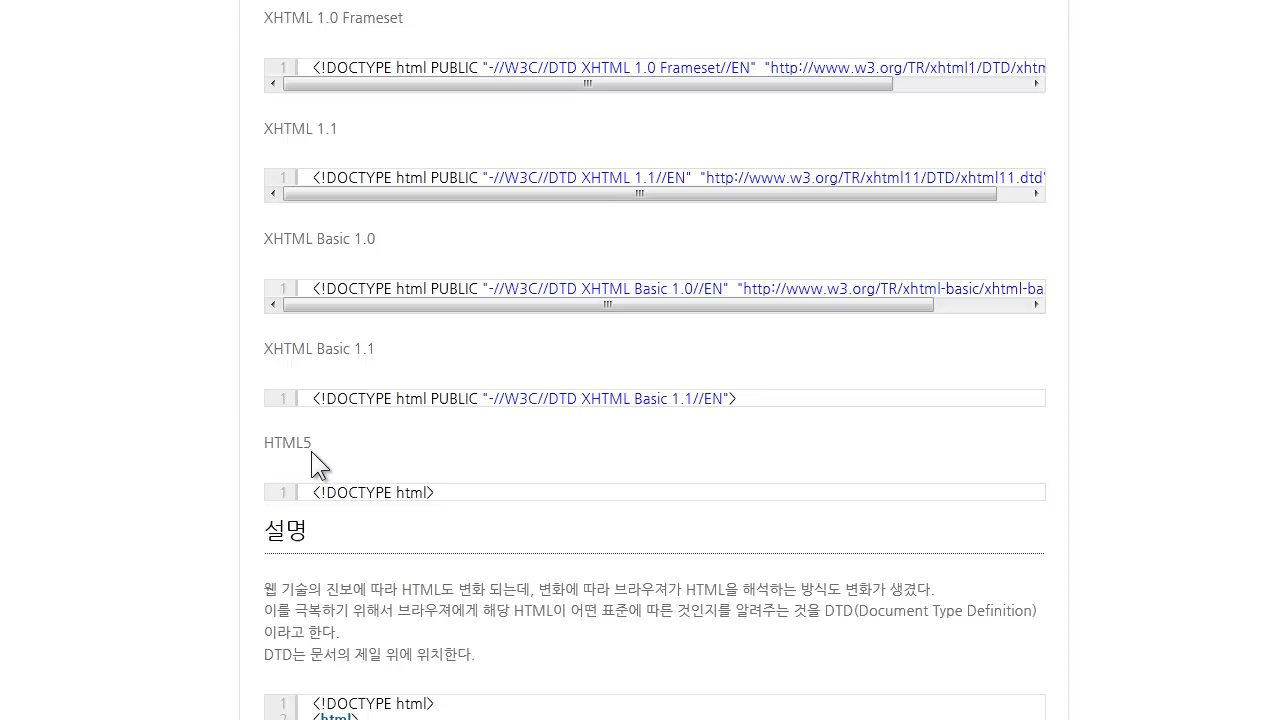 XHTML 1.0 Frameset
1 <!DOCTYPE html PUBLIC "-//W3C//DTD XHTML 1.0 Frameset//EN" "http://www.w3.org/TR/xhtml1/DTD/xhtm
XHTML 1.1
1 <!DOCTYPE html PUBLIC "-//W3C//DTD XHTML 1.1//EN" "http://www.w3.org/TR/xhtml11/DTD/xhtml11.dtd"
XHTML Basic 1.0
1 <!DOCTYPE html PUBLIC "-//W3C//DTD XHTML Basic 1.0//EN" "http://www.w3.org/TR/xhtml-basic/xhtml-ba
XHTML Basic 1.1
1 <!DOCTYPE html PUBLIC "-//W3C//DTD XHTML Basic 1.1//EN">
HTML5
1 <!DOCTYPE html>
설명
웹 기술의 진보에 따라 HTML도 변화 되는데, 변화에 따라 브라우져가 HTML을 해석하는 방식도 변화가 생겼다.
이를 극복하기 위해서 브라우져에게 해당 HTML이 어떤 표준에 따른 것인지를 알려주는 것을 DTD(Document Type Definition)
이라고 한다.
DTD는 문서의 제일 위에 위치한다.
1 <!DOCTYPE html>
2 <html>